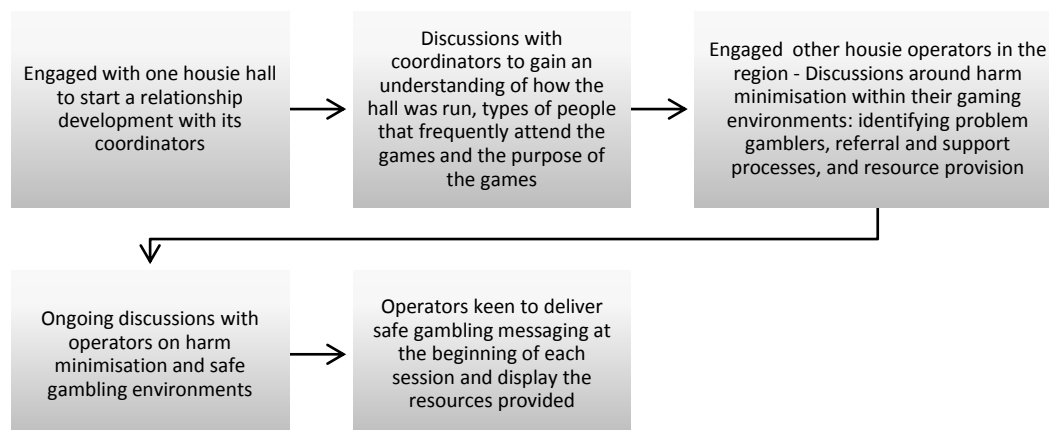 Engaged with one housie hall
to start a relationship
development with its
coordinators
Discussions with
coordinators to gain an
understanding of how the
hall was run, types of people
that frequently attend the
games and the purpose of
the games
Engaged other housie operators in the
region - Discussions around harm
minimisation within their gaming
environments: identifying problem
gamblers, referral and support
processes, and resource provision
Ongoing discussions with
operators on harm
minimisation and safe
gambling environments
Operators keen to deliver
safe gambling messaging at
the beginning of each
session and display the
resources provided